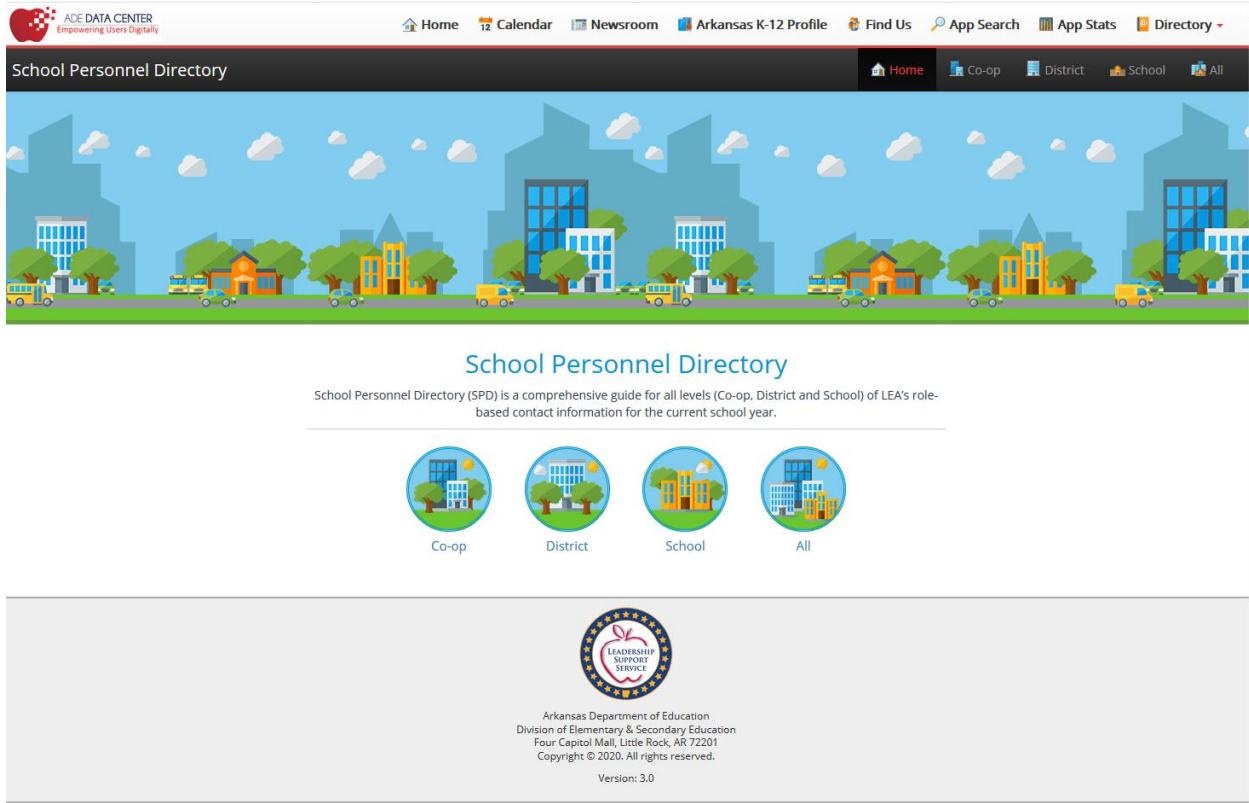 ADE DATA CENTER
Empowering Users Digitally
Home 12 Calendar Newsroom Arkansas K-12 Profile Find Us App Search App Stats Directory
School Personnel Directory
Home Co-op District School All
School Personnel Directory
School Personnel Directory (SPD) is a comprehensive guide for all levels (Co-op, District and School) of LEA's role-
based contact information for the current school year.
Co-op District School All
LEADERSHIP
SUPPORT
SERVICE
Arkansas Department of Education
Division of Elementary & Secondary Education
Four Capitol Mall, Little Rock, AR 72201
Copyright © 2020. All rights reserved.
Version: 3.0